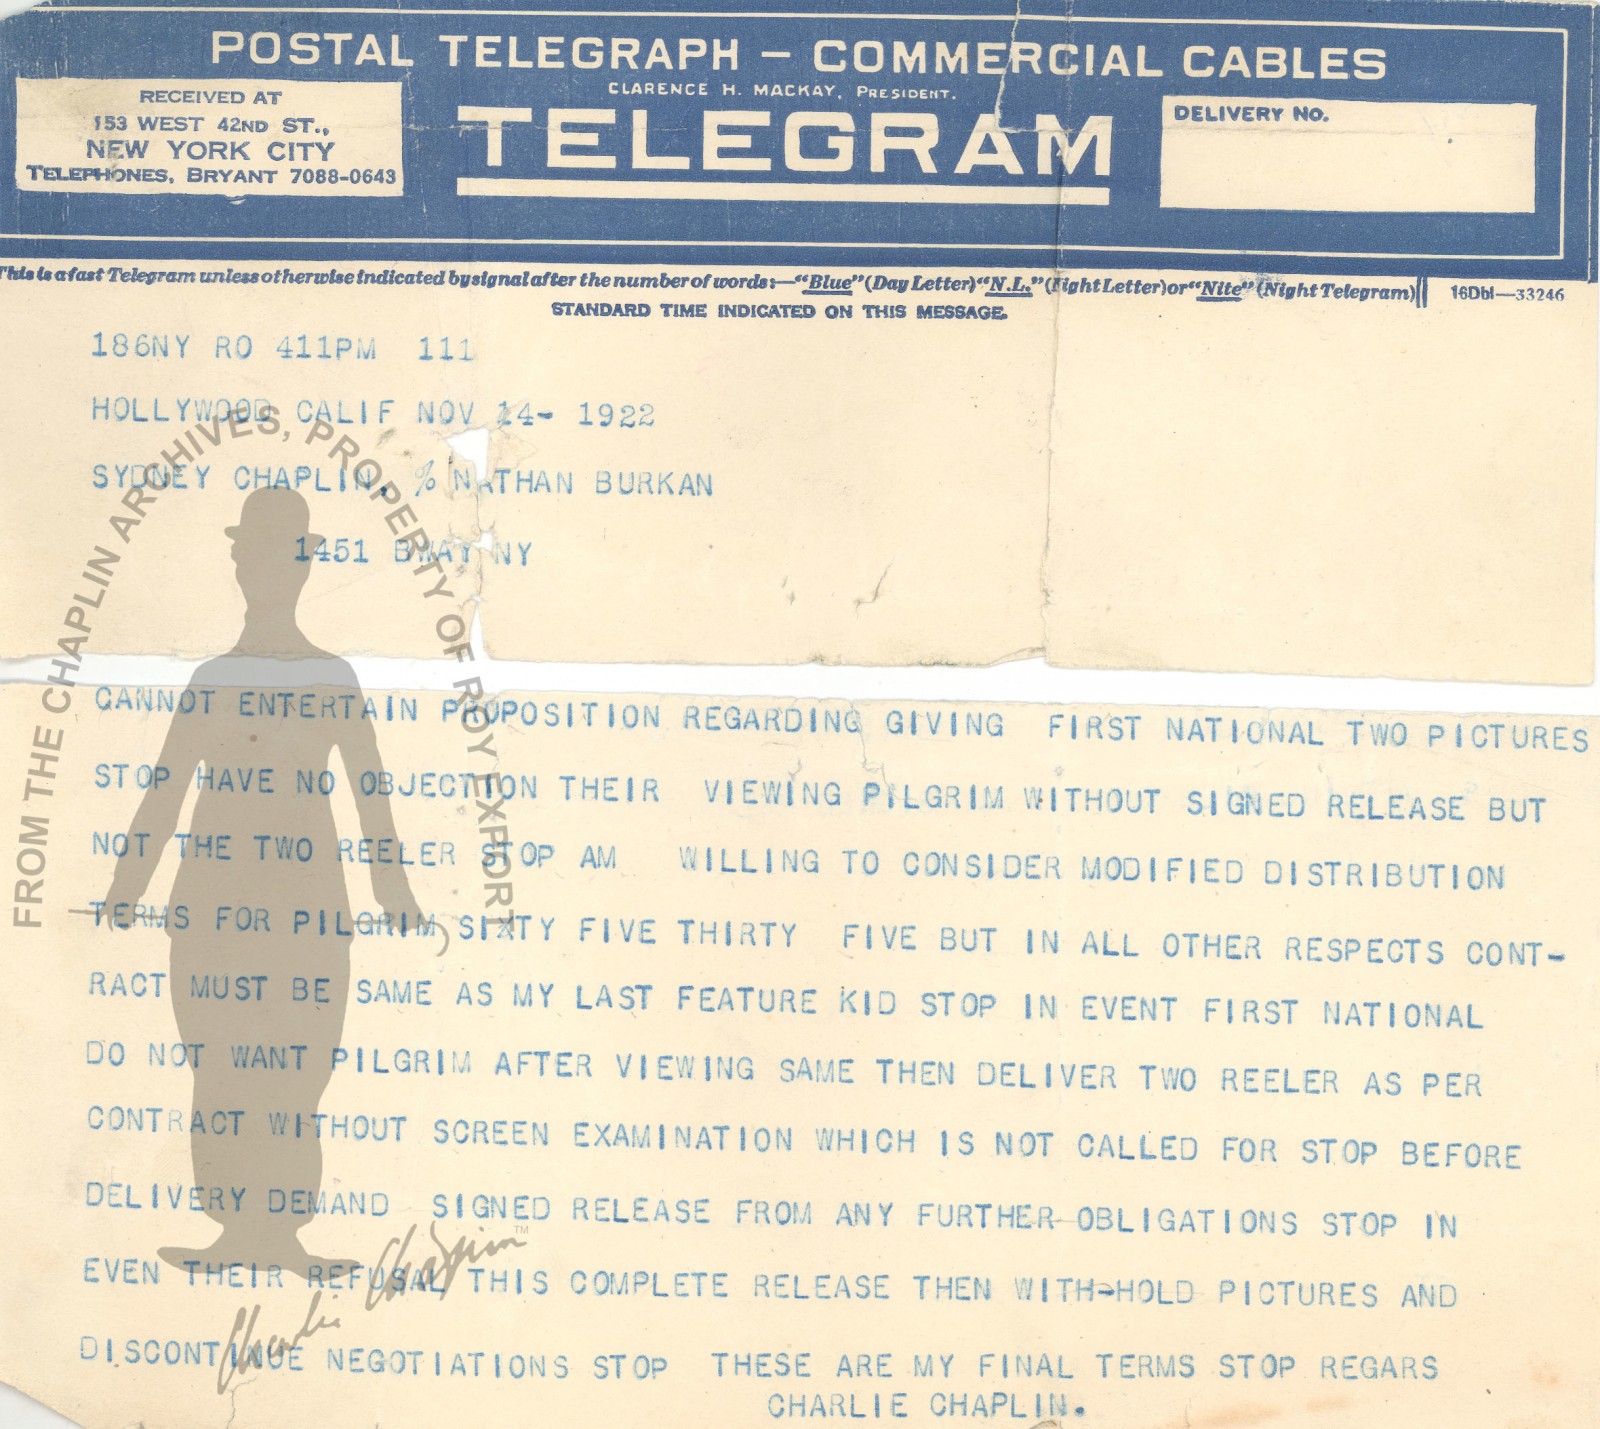 POSTAL TELEGRAPH – COMMERCIAL CABLES
CLARENCE H. MACKAY, PRESIDENT.
RECEIVED AT
153 WEST 42ND ST.,
NEW YORK CITY
TELEPHONES, BRYANT 7088-0643
TELEGRAM
DELIVERY NO.
This is a fast Telegram unless otherwise indicated by signal after the number of words:—"Blue" (Day Letter) "N.L." (Night Letter) or "Nite" (Night Telegram)
16Dbl—33246
STANDARD TIME INDICATED ON THIS MESSAGE.
186NY RO 411PM 111
HOLLYWOOD CALIF NOV 14- 1922
SYDNEY CHAPLIN, % NATHAN BURKAN
1451 BWAY NY
CANNOT ENTERTAIN PROPOSITION REGARDING GIVING FIRST NATIONAL TWO PICTURES
STOP HAVE NO OBJECTION THEIR VIEWING PILGRIM WITHOUT SIGNED RELEASE BUT
NOT THE TWO REELER STOP AM WILLING TO CONSIDER MODIFIED DISTRIBUTION
TERMS FOR PILGRIM SIXTY FIVE THIRTY FIVE BUT IN ALL OTHER RESPECTS CONT-
RACT MUST BE SAME AS MY LAST FEATURE KID STOP IN EVENT FIRST NATIONAL
DO NOT WANT PILGRIM AFTER VIEWING SAME THEN DELIVER TWO REELER AS PER
CONTRACT WITHOUT SCREEN EXAMINATION WHICH IS NOT CALLED FOR STOP BEFORE
DELIVERY DEMAND SIGNED RELEASE FROM ANY FURTHER OBLIGATIONS STOP IN
EVEN THEIR REFUSAL THIS COMPLETE RELEASE THEN WITH-HOLD PICTURES AND
DISCONTINUE NEGOTIATIONS STOP THESE ARE MY FINAL TERMS STOP REGARS
CHARLIE CHAPLIN.
FROM THE CHAPLIN ARCHIVES, PROPERTY OF ROY EXPORT
Charlie Chaplin™